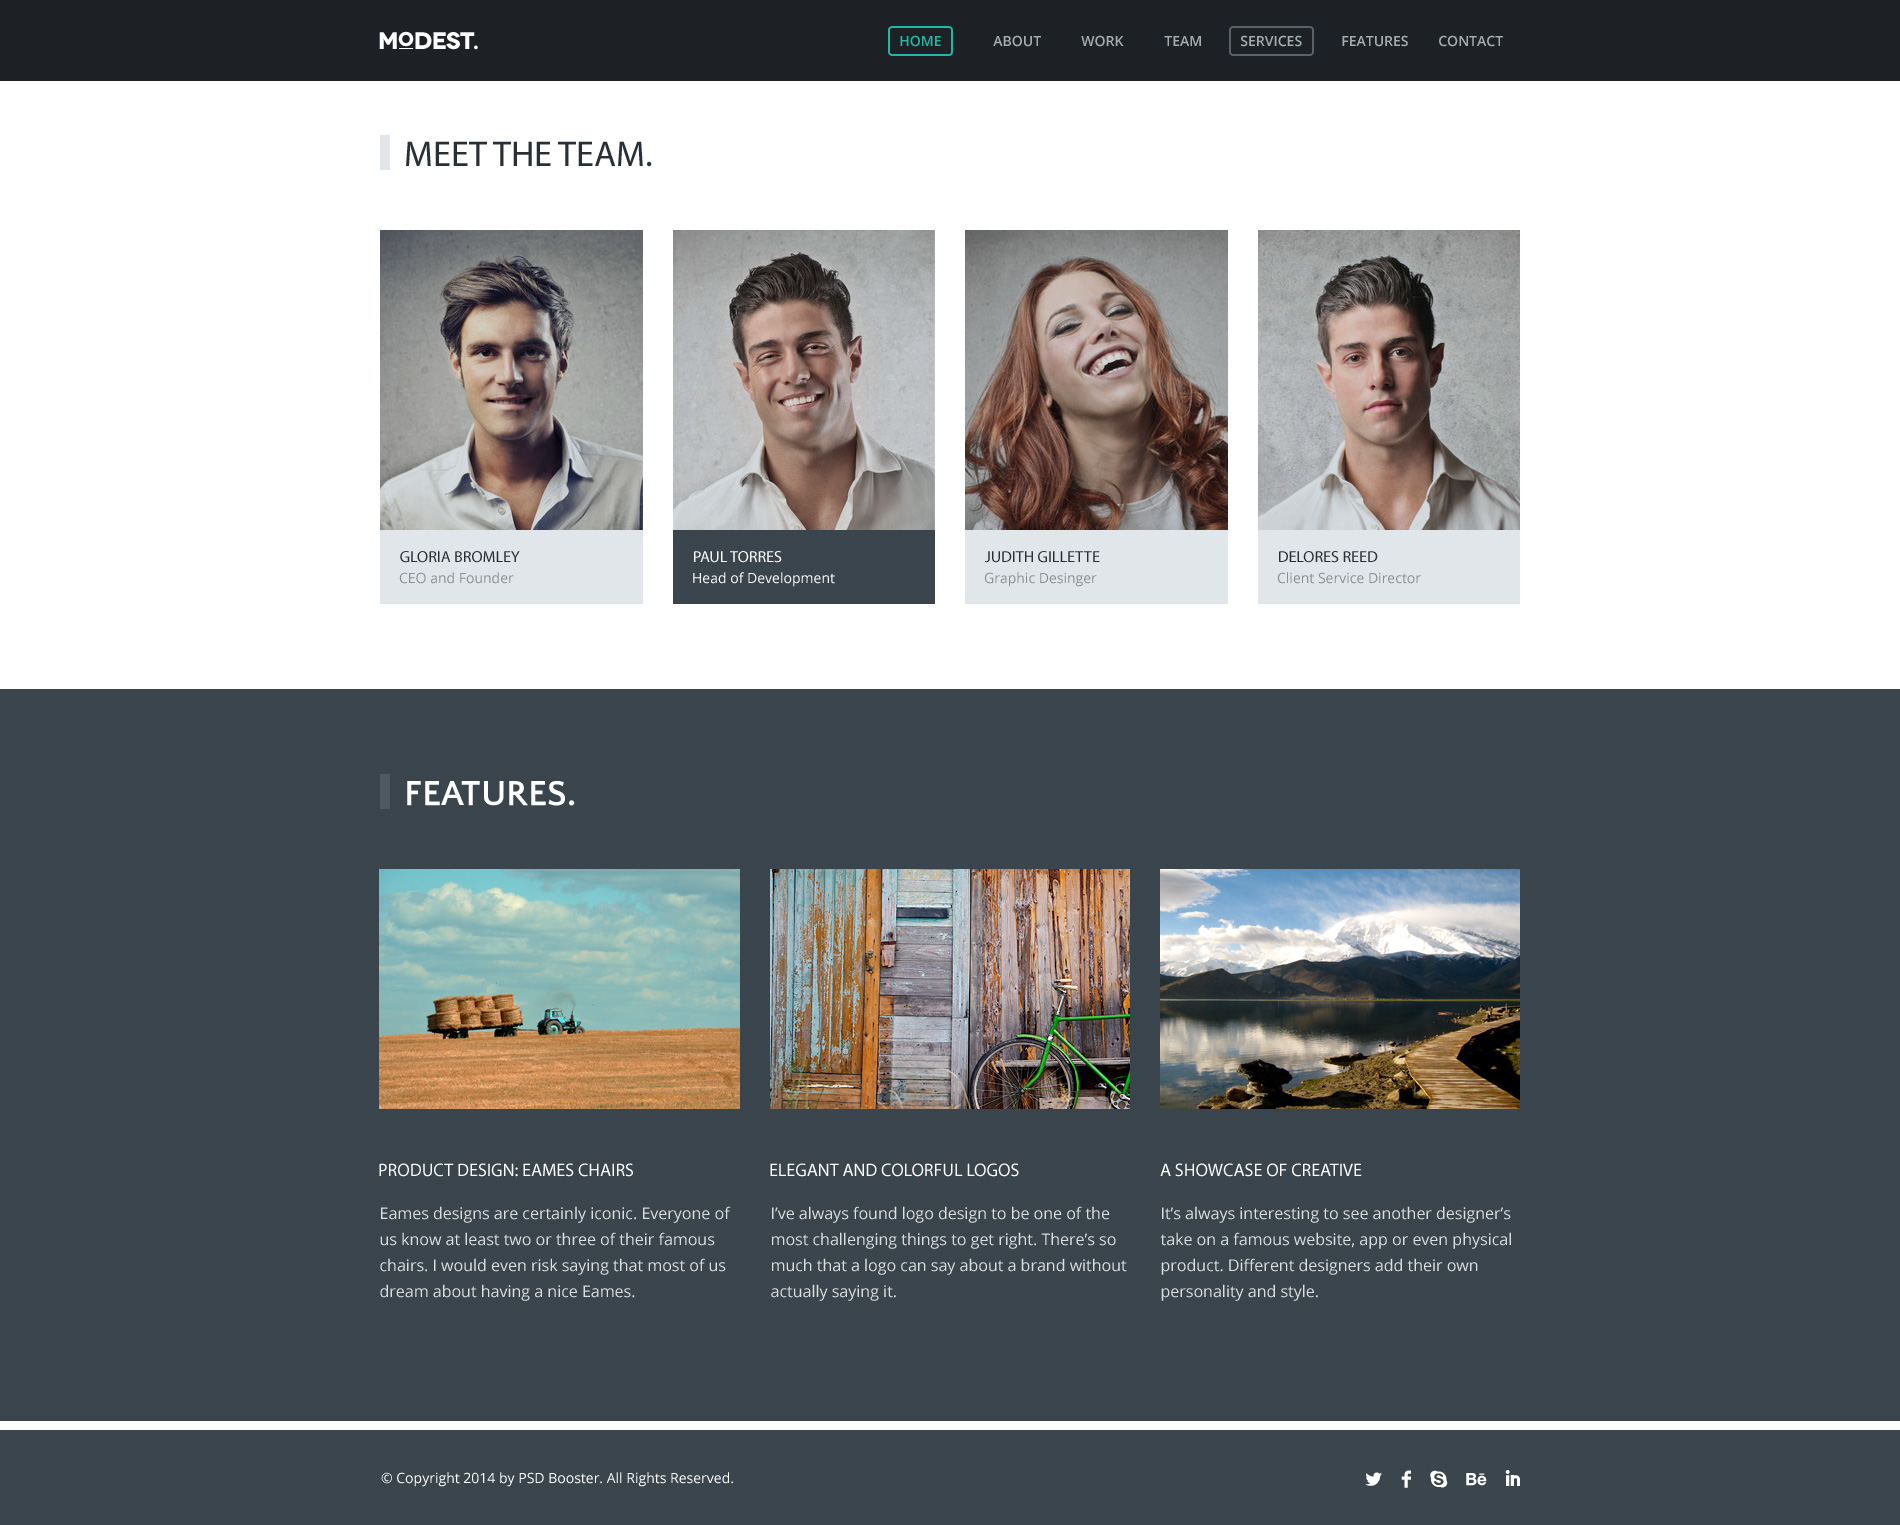 MODEST.
HOME ABOUT WORK TEAM SERVICES FEATURES CONTACT
MEET THE TEAM.
GLORIA BROMLEY
CEO and Founder
PAUL TORRES
Head of Development
JUDITH GILLETTE
Graphic Desinger
DELORES REED
Client Service Director
FEATURES.
PRODUCT DESIGN: EAMES CHAIRS
Eames designs are certainly iconic. Everyone of
us know at least two or three of their famous
chairs. I would even risk saying that most of us
dream about having a nice Eames.
ELEGANT AND COLORFUL LOGOS
I’ve always found logo design to be one of the
most challenging things to get right. There’s so
much that a logo can say about a brand without
actually saying it.
A SHOWCASE OF CREATIVE
It’s always interesting to see another designer’s
take on a famous website, app or even physical
product. Different designers add their own
personality and style.
© Copyright 2014 by PSD Booster. All Rights Reserved.
Bē in